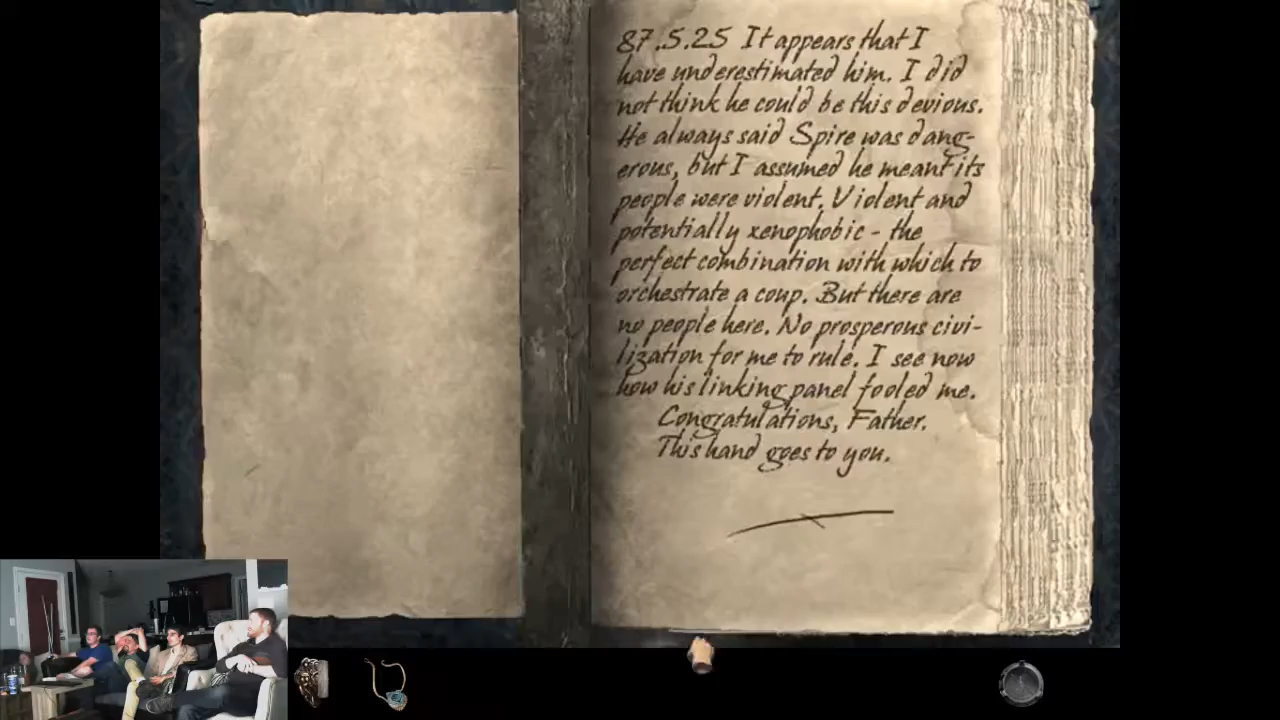 87.5.25 It appears that I
have underestimated him. I did
not think he could be this devious.
He always said Spire was dang-
erous, but I assumed he meant its
people were violent. Violent and
potentially xenophobic - the
perfect combination with which to
orchestrate a coup. But there are
no people here. No prosperous civi-
lization for me to rule. I see now
how his linking panel fooled me.
Congratulations, Father.
This hand goes to you.